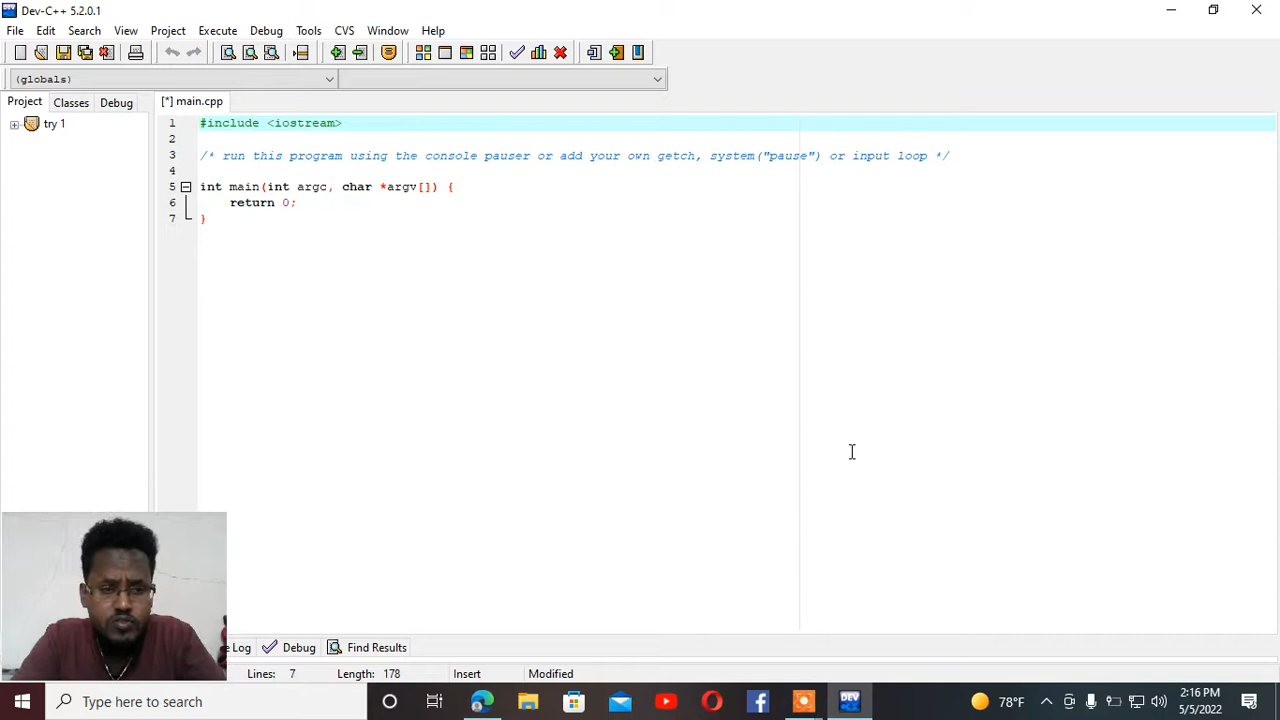 Dev-C++ 5.2.0.1
File Edit Search View Project Execute Debug Tools CVS Window Help
(globals)
Project Classes Debug [*] main.cpp
try 1
1 #include <iostream>
2
3 /* run this program using the console pauser or add your own getch, system("pause") or input loop */
4
5 int main(int argc, char *argv[]) {
6 return 0;
7 }
Log Debug Find Results
Lines: 7 Length: 178 Insert Modified
Type here to search
DEV
78°F
2:16 PM
5/5/2022